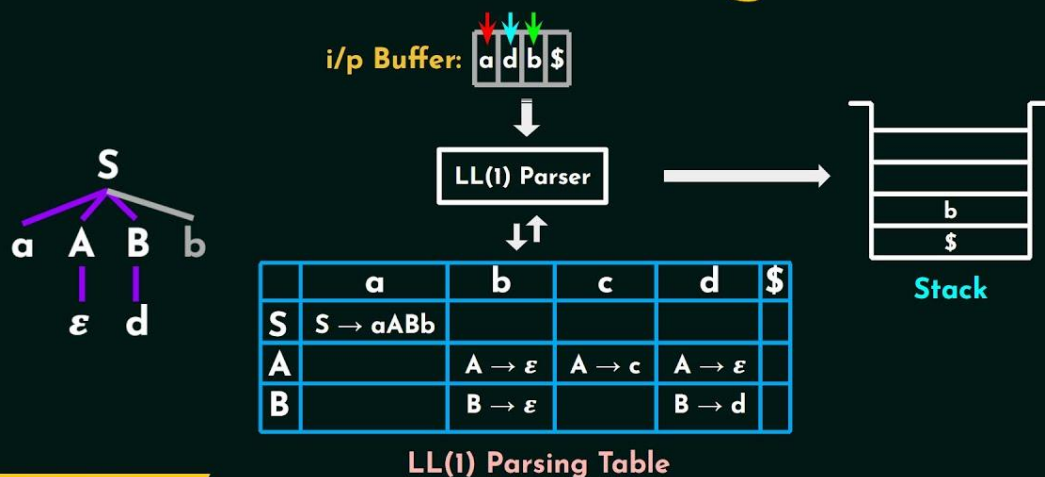 i/p Buffer: a d b $
LL(1) Parser
S
a A B b
ε d
b
$
Stack
a b c d $
S S → aABb
A A → ε A → c A → ε
B B → ε B → d
LL(1) Parsing Table